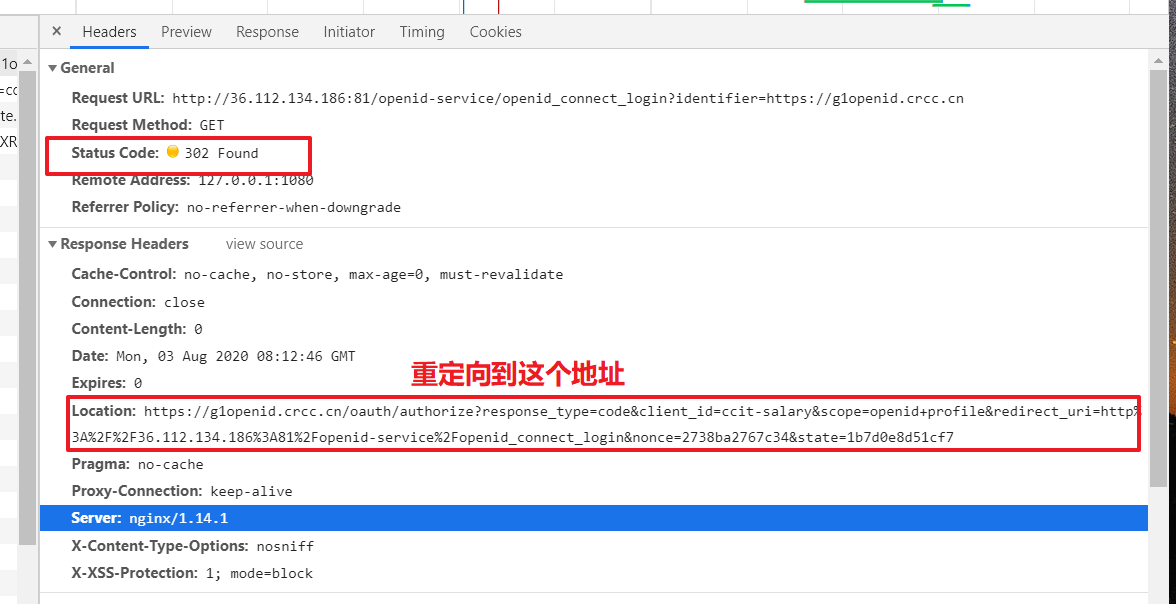 × Headers Preview Response Initiator Timing Cookies
1o
=cc
te.
XR
General
Request URL: http://36.112.134.186:81/openid-service/openid_connect_login?identifier=https://g1openid.crcc.cn
Request Method: GET
Status Code: 302 Found
Remote Address: 127.0.0.1:1080
Referrer Policy: no-referrer-when-downgrade
Response Headers view source
Cache-Control: no-cache, no-store, max-age=0, must-revalidate
Connection: close
Content-Length: 0
Date: Mon, 03 Aug 2020 08:12:46 GMT
重定向到这个地址
Expires: 0
Location: https://g1openid.crcc.cn/oauth/authorize?response_type=code&client_id=ccit-salary&scope=openid+profile&redirect_uri=http%
3A%2F%2F36.112.134.186%3A81%2Fopenid-service%2Fopenid_connect_login&nonce=2738ba2767c34&state=1b7d0e8d51cf7
Pragma: no-cache
Proxy-Connection: keep-alive
Server: nginx/1.14.1
X-Content-Type-Options: nosniff
X-XSS-Protection: 1; mode=block